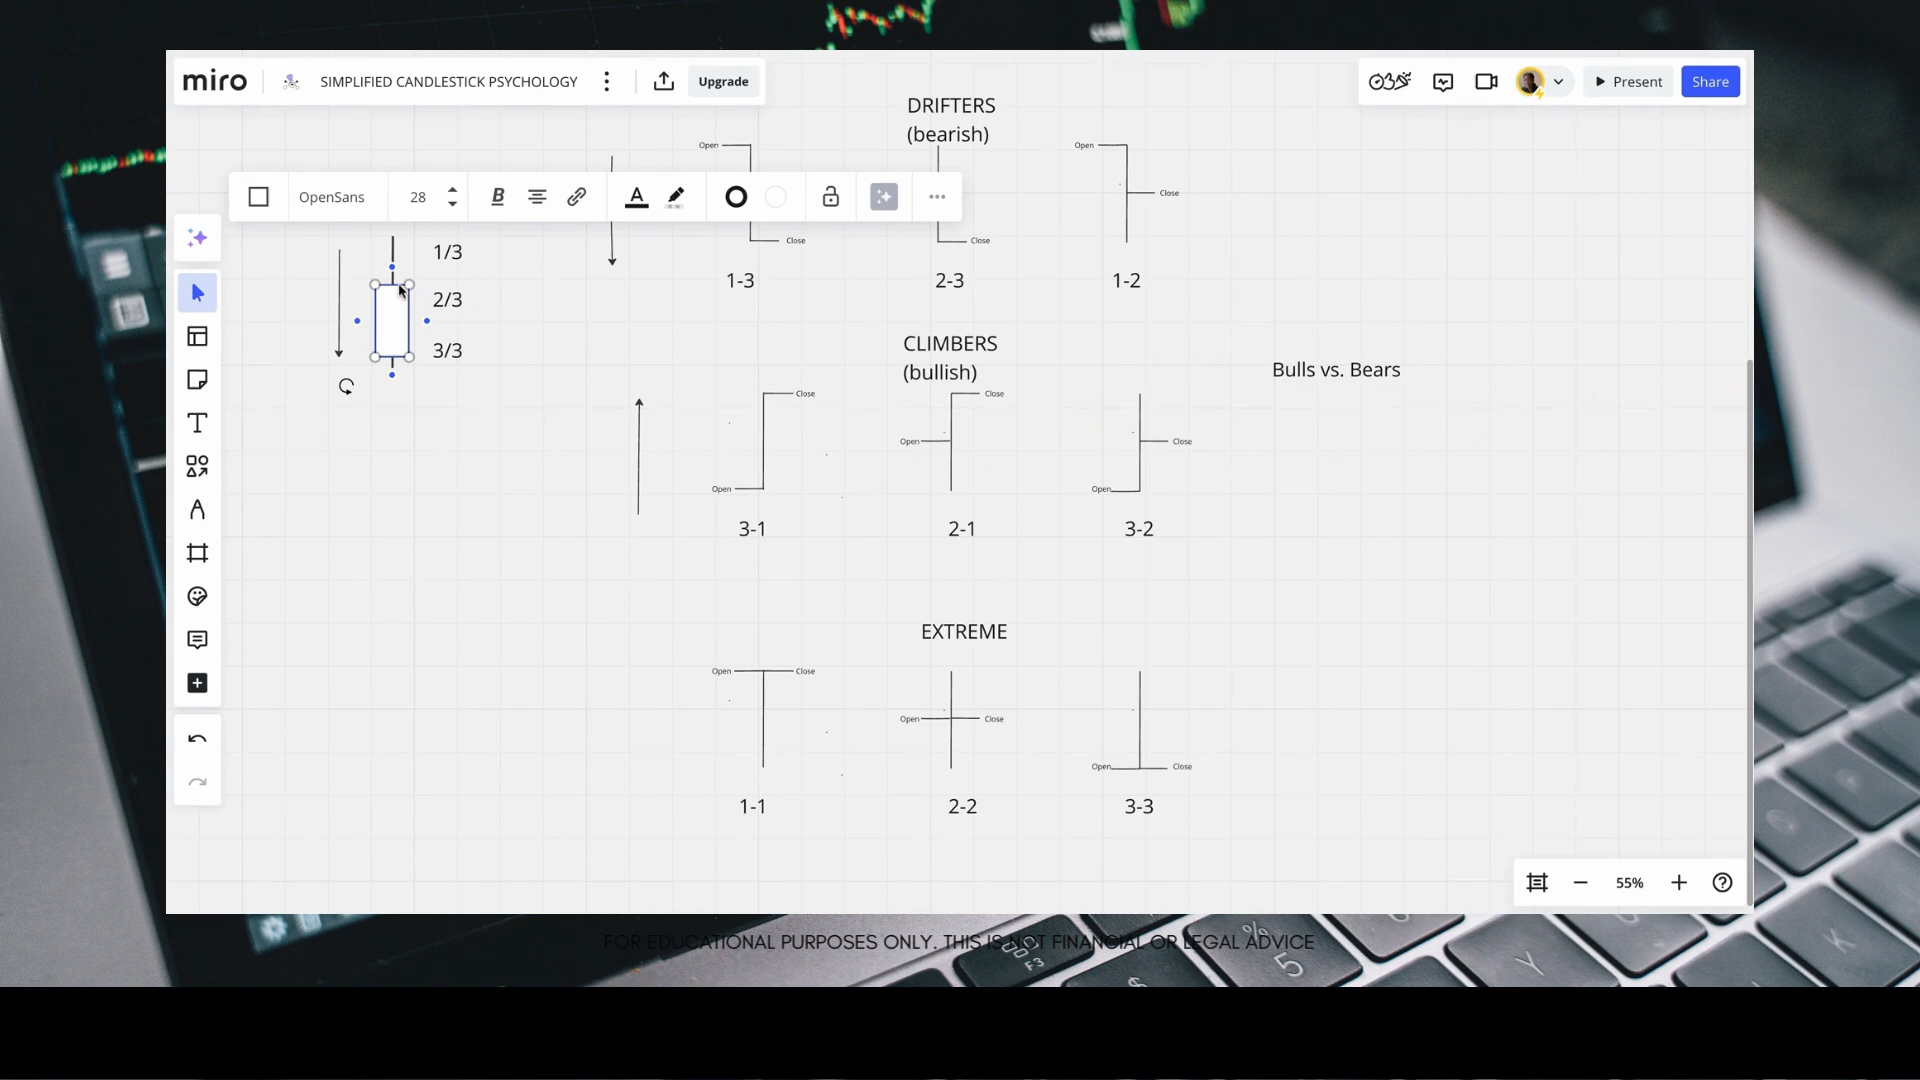 miro
SIMPLIFIED CANDLESTICK PSYCHOLOGY
Upgrade
Present
Share
DRIFTERS
(bearish)
Open
Open
Close
OpenSans
28
B
A
1/3
2/3
3/3
Close
Close
1-3
2-3
1-2
CLIMBERS
(bullish)
Bulls vs. Bears
Close
Close
Open
Close
Open
Open
3-1
2-1
3-2
EXTREME
Open
Close
Open
Close
Open
Close
1-1
2-2
3-3
55%
FOR EDUCATIONAL PURPOSES ONLY. THIS IS NOT FINANCIAL OR LEGAL ADVICE
F3
%
5
$
Y
K